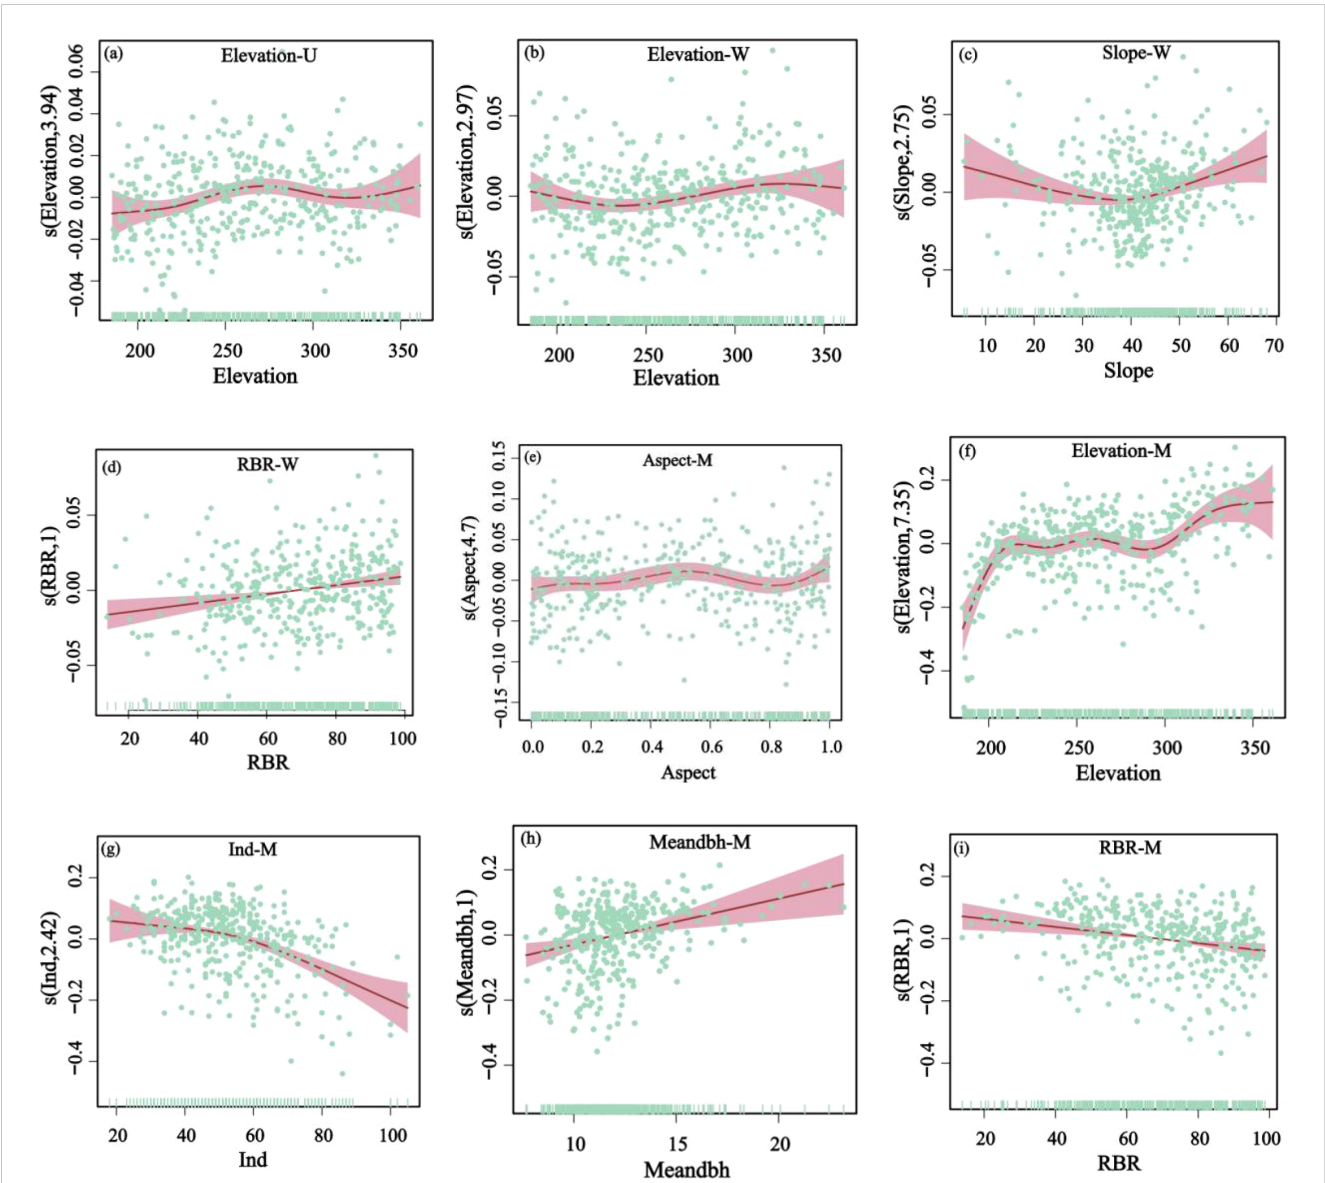 (a) Elevation-U
s(Elevation,3.94)
0.06
0.04
0.02
0.00
−0.02
−0.04
200 250 300 350
Elevation
(b) Elevation-W
s(Elevation,2.97)
0.05
0.00
−0.05
200 250 300 350
Elevation
(c) Slope-W
s(Slope,2.75)
0.05
0.00
−0.05
10 20 30 40 50 60 70
Slope
(d) RBR-W
s(RBR,1)
0.05
0.00
−0.05
20 40 60 80 100
RBR
(e) Aspect-M
s(Aspect,4.7)
0.15
0.10
0.05
0.00
−0.05
−0.10
−0.15
0.0 0.2 0.4 0.6 0.8 1.0
Aspect
(f) Elevation-M
s(Elevation,7.35)
0.2
0.0
−0.2
−0.4
200 250 300 350
Elevation
(g) Ind-M
s(Ind,2.42)
0.2
0.0
−0.2
−0.4
20 40 60 80 100
Ind
(h) Meandbh-M
s(Meandbh,1)
0.2
0.0
−0.2
−0.4
10 15 20
Meandbh
(i) RBR-M
s(RBR,1)
0.2
0.0
−0.2
−0.4
20 40 60 80 100
RBR